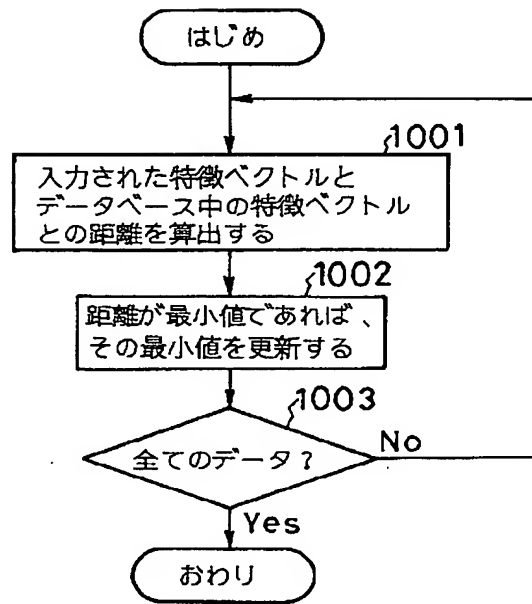 はじめ
1001
入力された特徴ベクトルと
データベース中の特徴ベクトル
との距離を算出する
1002
距離が最小値であれば、
その最小値を更新する
1003
全てのデータ?
No
Yes
おわり